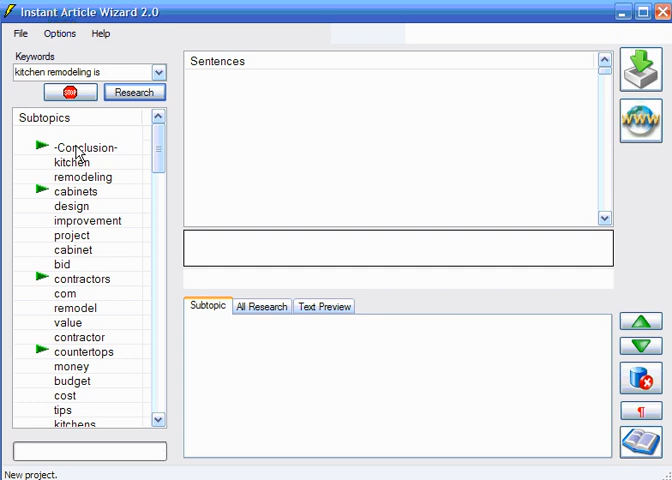 Instant Article Wizard 2.0
File Options Help
Keywords
kitchen remodeling is
STOP Research
Subtopics
-Conclusion-
kitchen
remodeling
cabinets
design
improvement
project
cabinet
bid
contractors
com
remodel
value
contractor
countertops
money
budget
cost
tips
kitchens
Sentences
Subtopic All Research Text Preview
WWW
¶
New project.